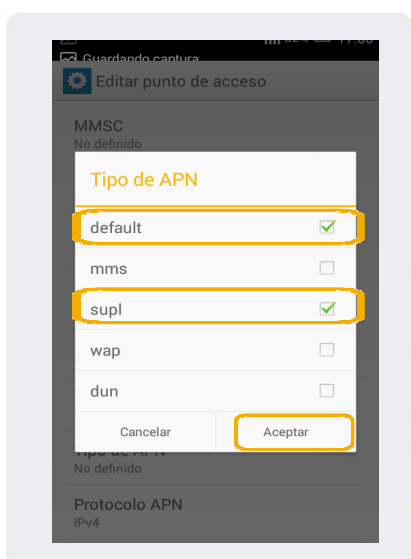 Guardando captura
Editar punto de acceso
MMSC
No definido
Tipo de APN
default
mms
supl
wap
dun
Cancelar Aceptar
Tipo de APN
No definido
Protocolo APN
IPv4